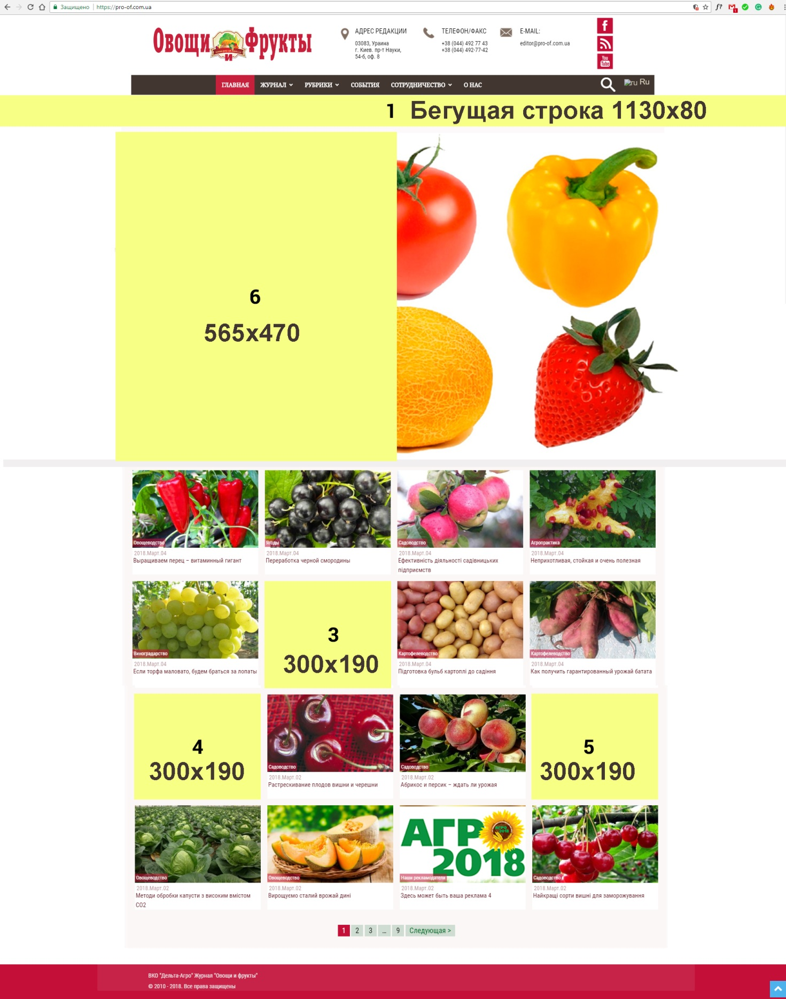 Защищено | https://pro-of.com.ua
Овощи и Фрукты
www.pro-of.com.ua
АДРЕС РЕДАКЦИИ
03083, Украина
г. Киев. пр-т Науки,
54-б, оф. 8
ТЕЛЕФОН/ФАКС
+38 (044) 492 77 43
+38 (044) 492-77-42
E-MAIL:
editor@pro-of.com.ua
f
You Tube
ГЛАВНАЯ ЖУРНАЛ РУБРИКИ СОБЫТИЯ СОТРУДНИЧЕСТВО О НАС
ru Ru
1 Бегущая строка 1130x80
6
565x470
Овощеводство
2018.Март.04
Выращиваем перец – витаминный гигант
Ягоды
2018.Март.04
Переработка черной смородины
Садоводство
2018.Март.04
Ефективність діяльності садівницьких
підприємств
Агропрактика
2018.Март.04
Неприхотливая, стойкая и очень полезная
Виноградарство
2018.Март.04
Если торфа маловато, будем браться за лопаты
3
300x190
Картофелеводство
2018.Март.04
Підготовка бульб картоплі до садіння
Картофелеводство
2018.Март.04
Как получить гарантированный урожай батата
4
300x190
Садоводство
2018.Март.02
Растрескивание плодов вишни и черешни
Садоводство
2018.Март.02
Абрикос и персик – ждать ли урожая
5
300x190
Овощеводство
2018.Март.02
Методи обробки капусти з високим вмістом
СО2
Овощеводство
2018.Март.02
Вирощуємо сталий врожай дині
АГРО
2018
Наши рекламодатели
2018.Март.02
Здесь может быть ваша реклама 4
Садоводство
2018.Март.02
Найкращі сорти вишні для заморожування
1 2 3 ... 9 Следующая >
ВКО "Дельта-Агро" Журнал "Овощи и фрукты"
© 2010 - 2018. Все права защищены